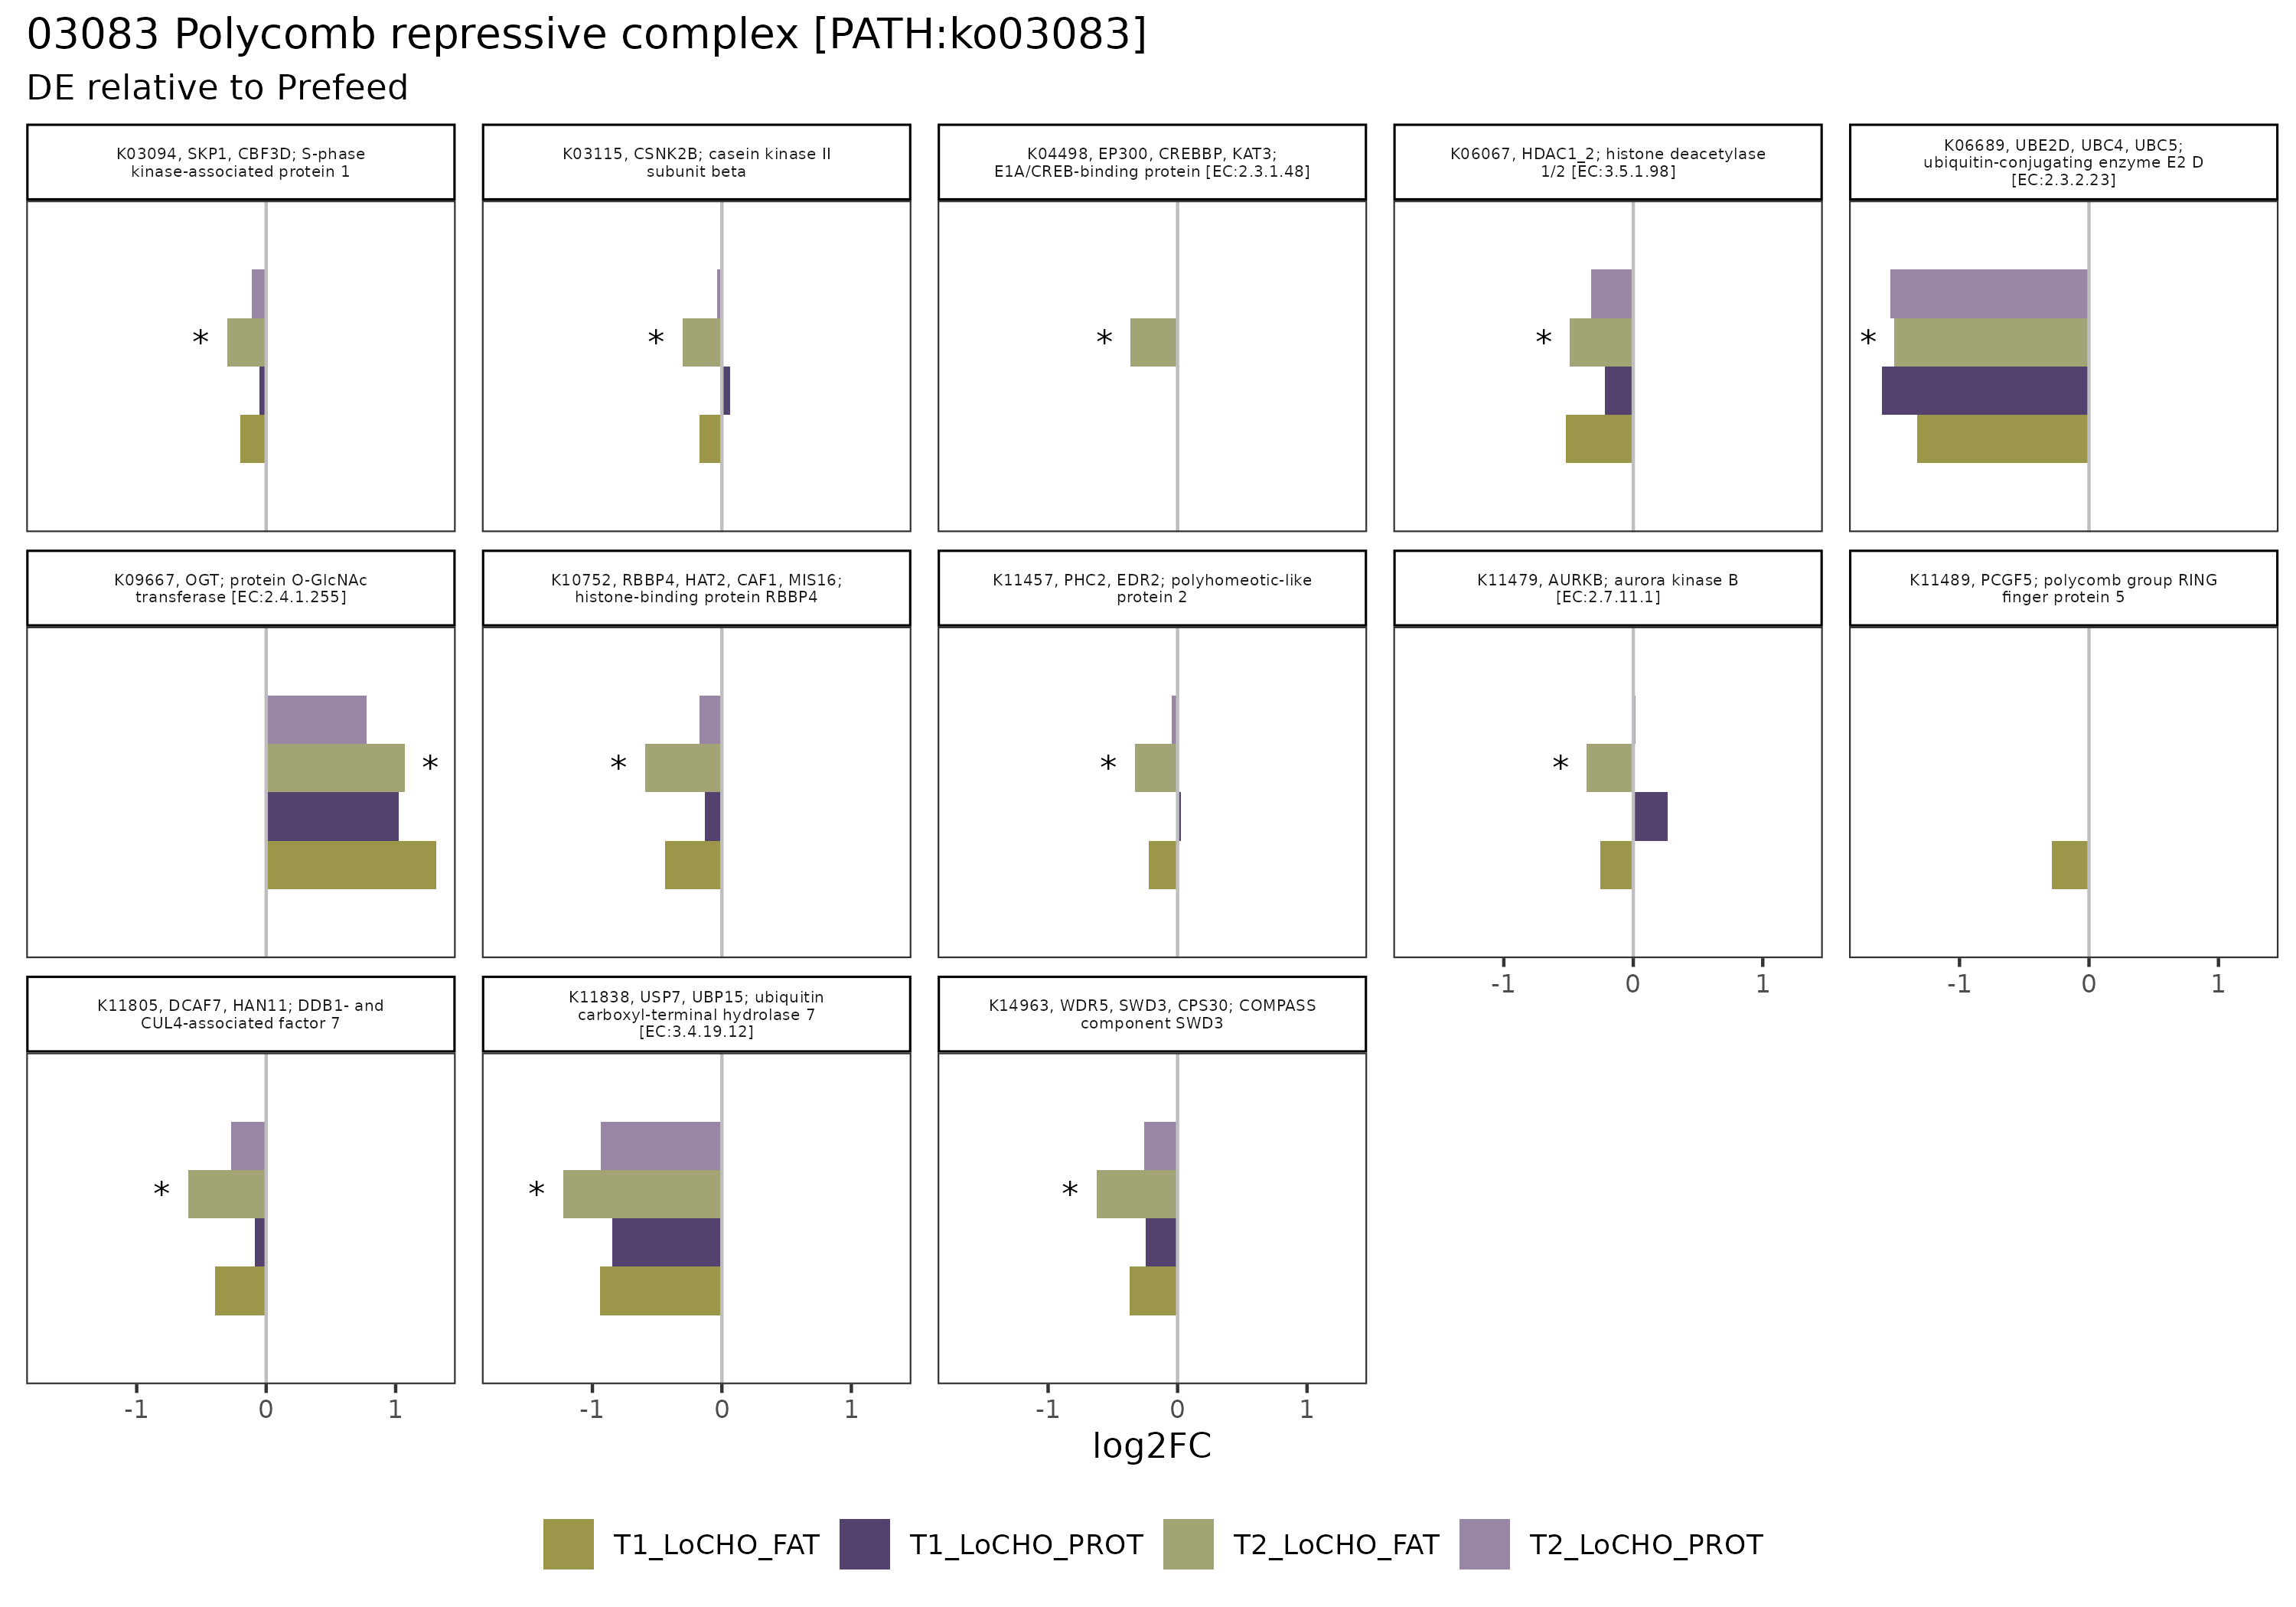 03083 Polycomb repressive complex [PATH:ko03083]
DE relative to Prefeed
K03094, SKP1, CBF3D; S-phase
kinase-associated protein 1
K03115, CSNK2B; casein kinase II
subunit beta
K04498, EP300, CREBBP, KAT3;
E1A/CREB-binding protein [EC:2.3.1.48]
K06067, HDAC1_2; histone deacetylase
1/2 [EC:3.5.1.98]
K06689, UBE2D, UBC4, UBC5;
ubiquitin-conjugating enzyme E2 D
[EC:2.3.2.23]
*
*
*
*
*
K09667, OGT; protein O-GlcNAc
transferase [EC:2.4.1.255]
K10752, RBBP4, HAT2, CAF1, MIS16;
histone-binding protein RBBP4
K11457, PHC2, EDR2; polyhomeotic-like
protein 2
K11479, AURKB; aurora kinase B
[EC:2.7.11.1]
K11489, PCGF5; polycomb group RING
finger protein 5
*
*
*
*
-1 0 1
-1 0 1
K11805, DCAF7, HAN11; DDB1- and
CUL4-associated factor 7
K11838, USP7, UBP15; ubiquitin
carboxyl-terminal hydrolase 7
[EC:3.4.19.12]
K14963, WDR5, SWD3, CPS30; COMPASS
component SWD3
*
*
*
-1 0 1
-1 0 1
-1 0 1
log2FC
T1_LoCHO_FAT
T1_LoCHO_PROT
T2_LoCHO_FAT
T2_LoCHO_PROT